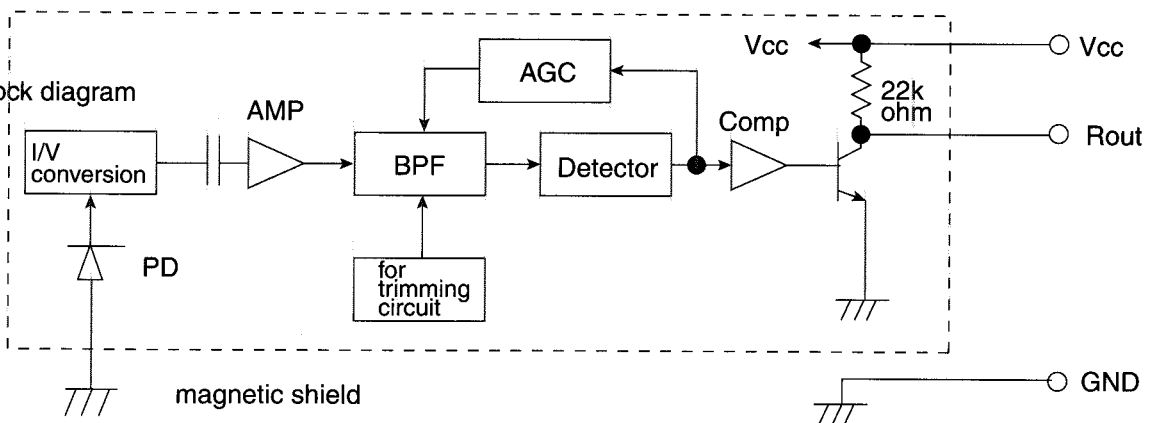 Vcc
Vcc
AGC
ock diagram
22k
ohm
AMP
Comp
Rout
I/V
conversion
BPF
Detector
PD
for
trimming
circuit
magnetic shield
GND